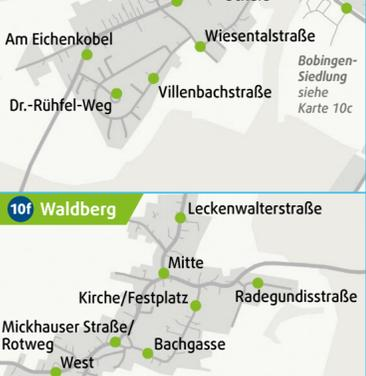 Am Eichenkobel
Wiesentalstraße
Bobingen-
Siedlung
siehe
Karte 10c
Villenbachstraße
Dr.-Rühfel-Weg
10f Waldberg
Leckenwalterstraße
Mitte
Kirche/Festplatz
Radegundisstraße
Mickhauser Straße/
Rotweg
Bachgasse
West